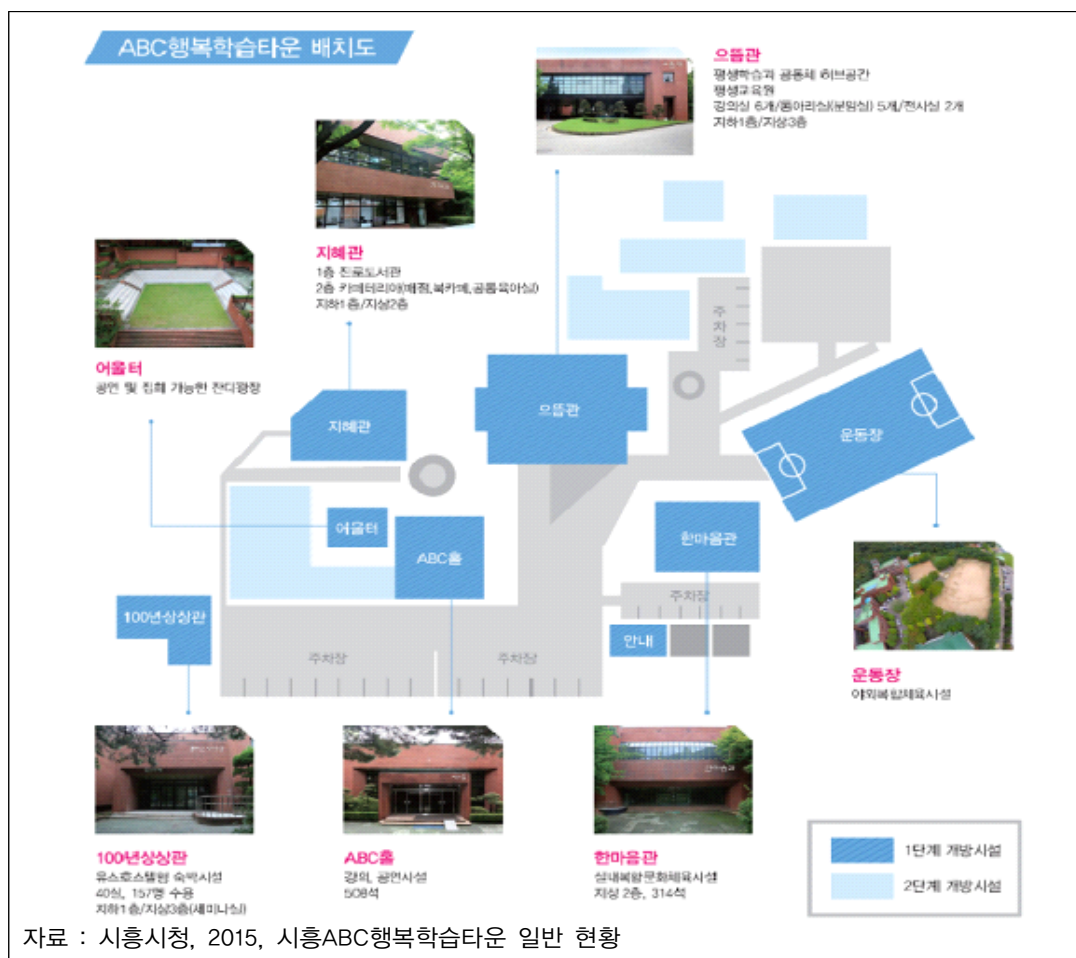 ABC행복학습타운 배치도
으뜸관
평생학습과 공동체 허브공간
평생교육원
강의실 6개/동아리실(분임실) 5개/전시실 2개
지하1층/지상3층
지혜관
1층 진로도서관
2층 카페테리아(매점,북카페,공동육아실)
지하1층/지상2층
어울터
공연 및 집회 가능한 잔디광장
주차장
으뜸관
지혜관
운동장
어울터
ABC홀
한마음관
주차장
100년상상관
안내
주차장
주차장
운동장
야외복합체육시설
100년상상관
유스호스텔형 숙박시설
40실, 157명 수용
지하1층/지상3층(세미나실)
ABC홀
강의, 공연시설
508석
한마음관
실내복합문화체육시설
지상 2층, 314석
1단계 개방시설
2단계 개방시설
자료 : 시흥시청, 2015, 시흥ABC행복학습타운 일반 현황